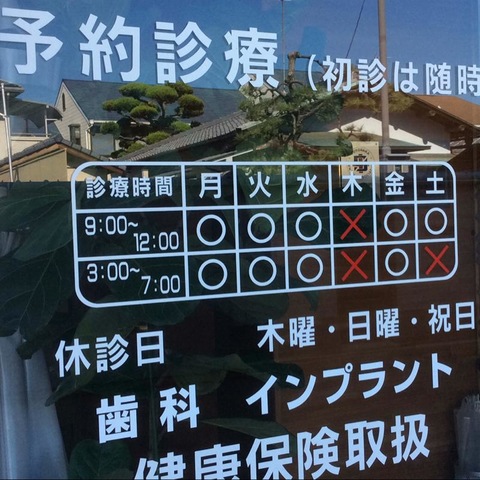 予約診療（初診は随時
診療時間 月 火 水 木 金 土
9:00~12:00 ○ ○ ○ × ○ ○
3:00~7:00 ○ ○ ○ × ○ ×
休診日 木曜・日曜・祝日
歯科 インプラント
健康保険取扱